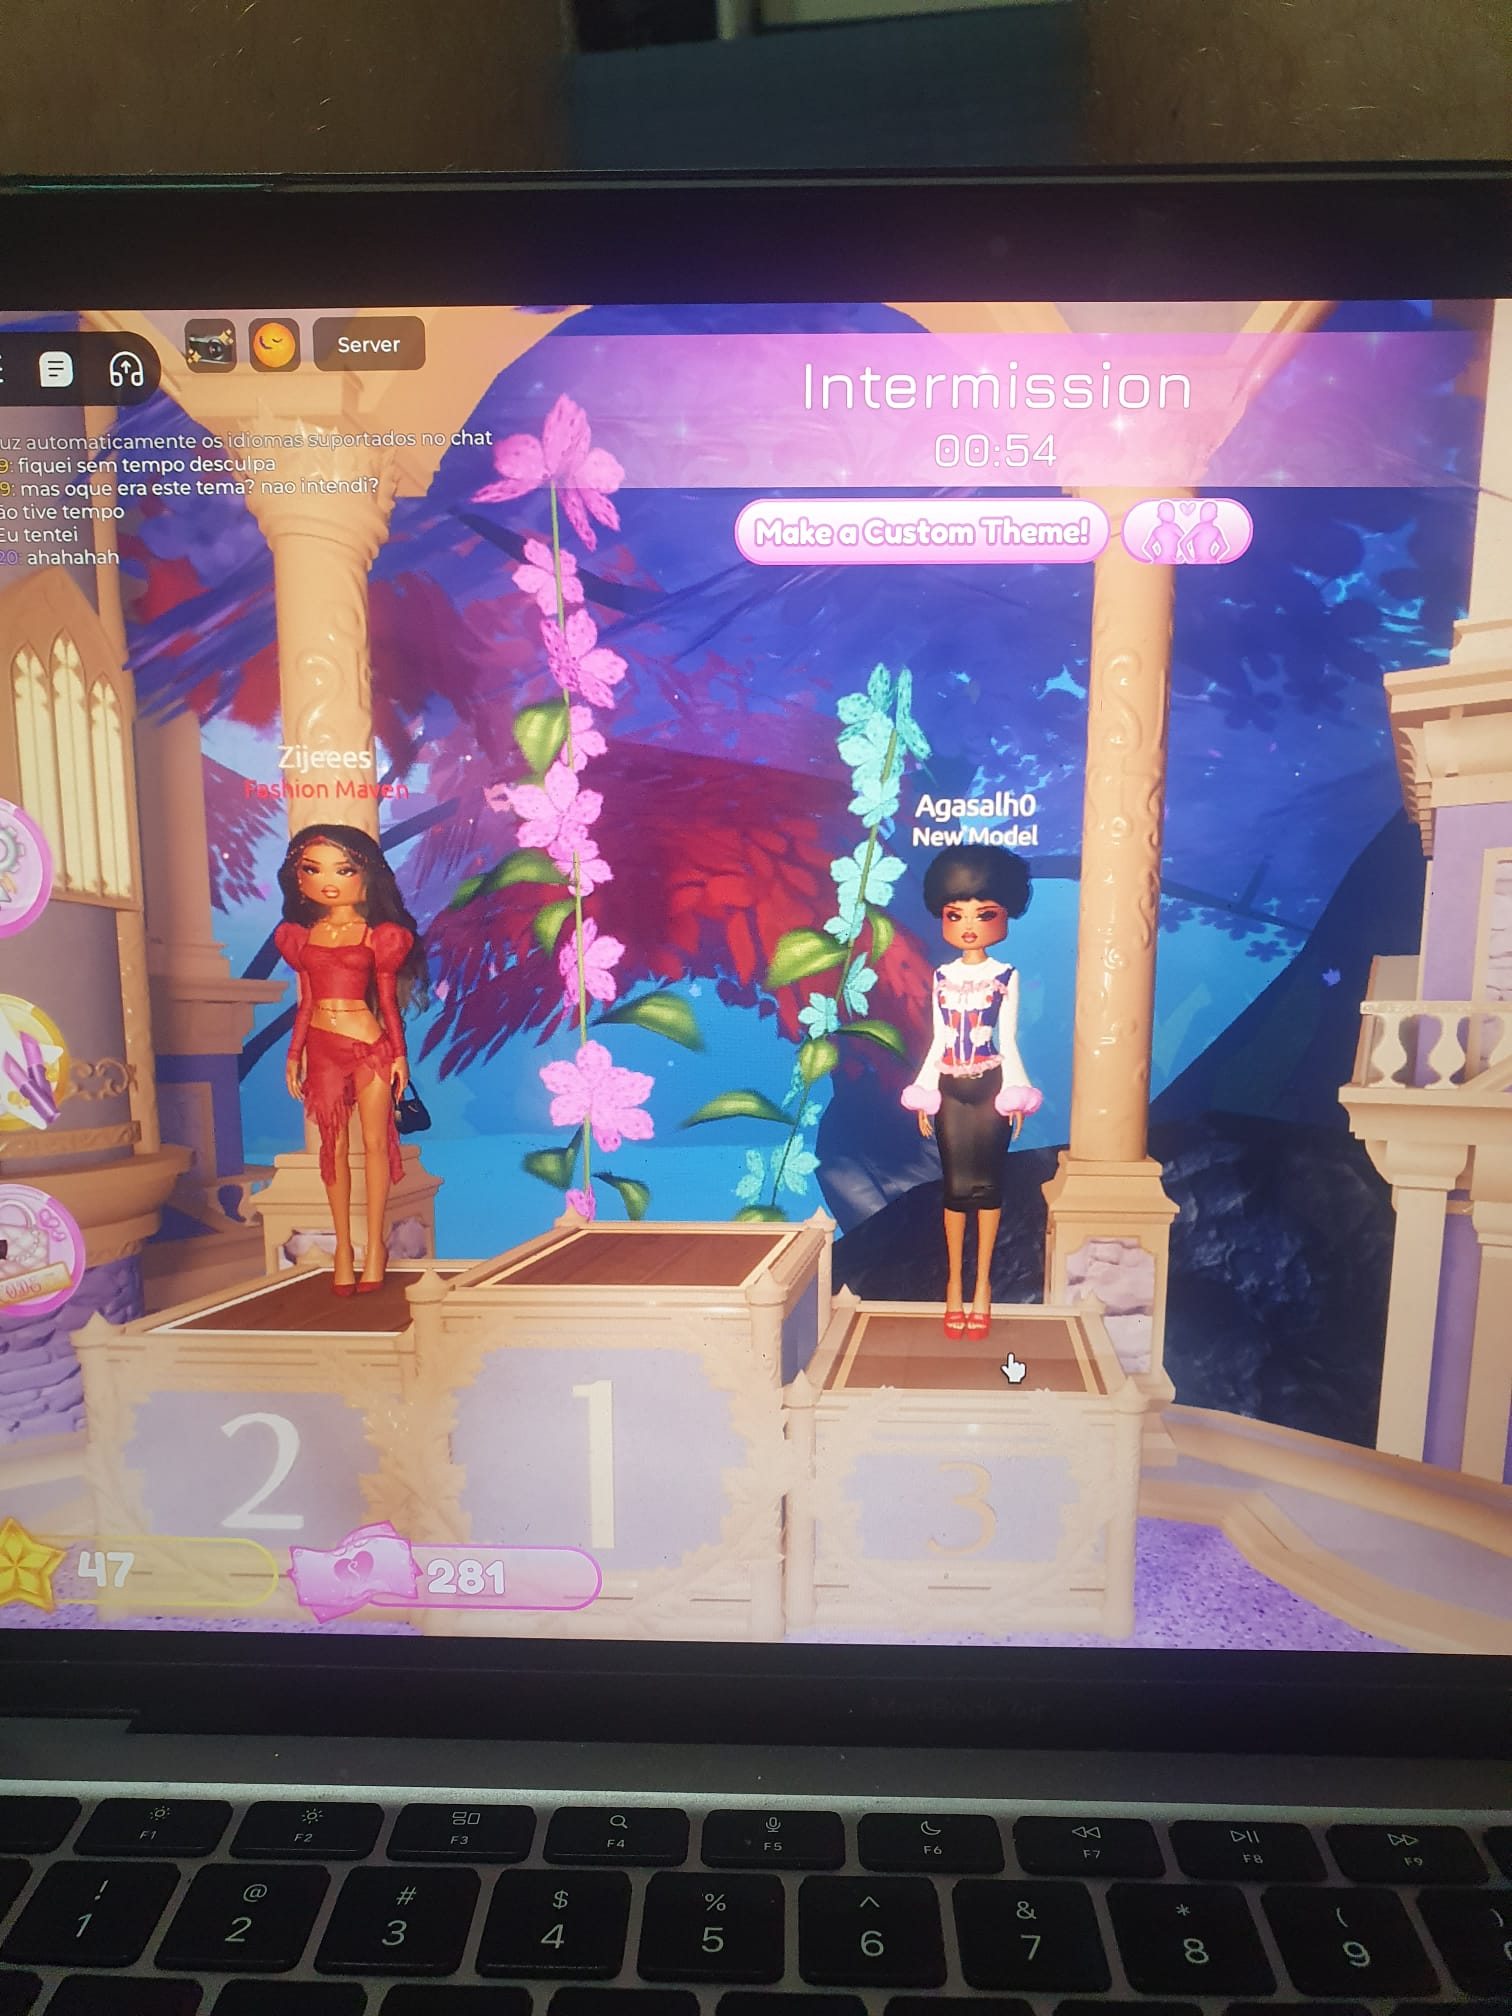 Server
Intermission
00:54
uz automaticamente os idiomas suportados no chat
9: fiquei sem tempo desculpa
9: mas oque era este tema? nao intendi?
ão tive tempo
Eu tentei
20: ahahahah
Make a Custom Theme!
Zijeees
Fashion Maven
Agasalh0
New Model
2
1
3
47
281
F1
F2
F3
F4
F5
F6
F7
F8
F9
! @ # $ % ^ & * ( )
1 2 3 4 5 6 7 8 9